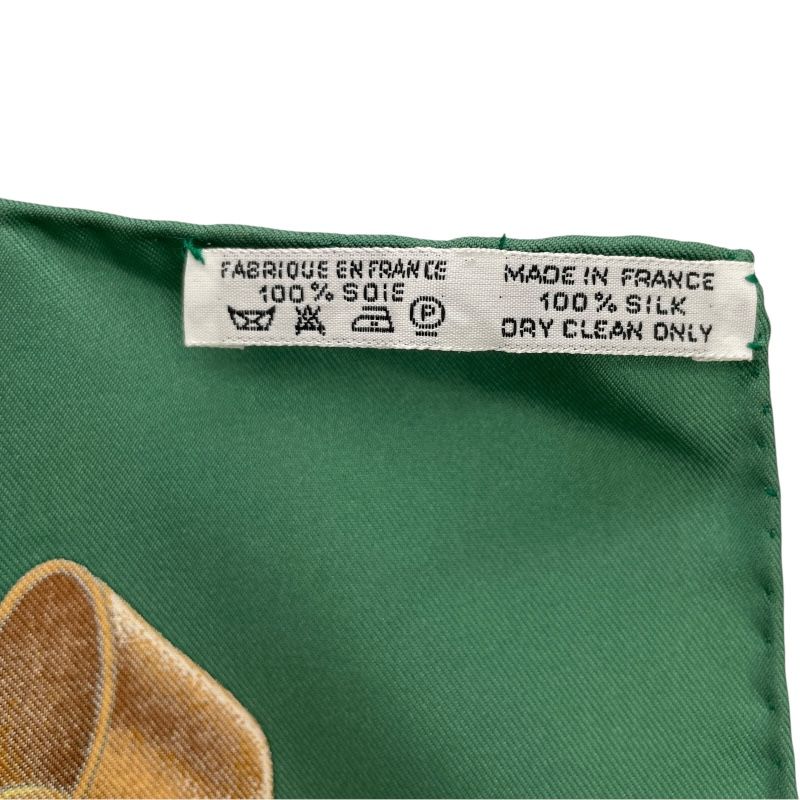 FABRIQUE EN FRANCE
100% SOIE
P
MADE IN FRANCE
100% SILK
DRY CLEAN ONLY